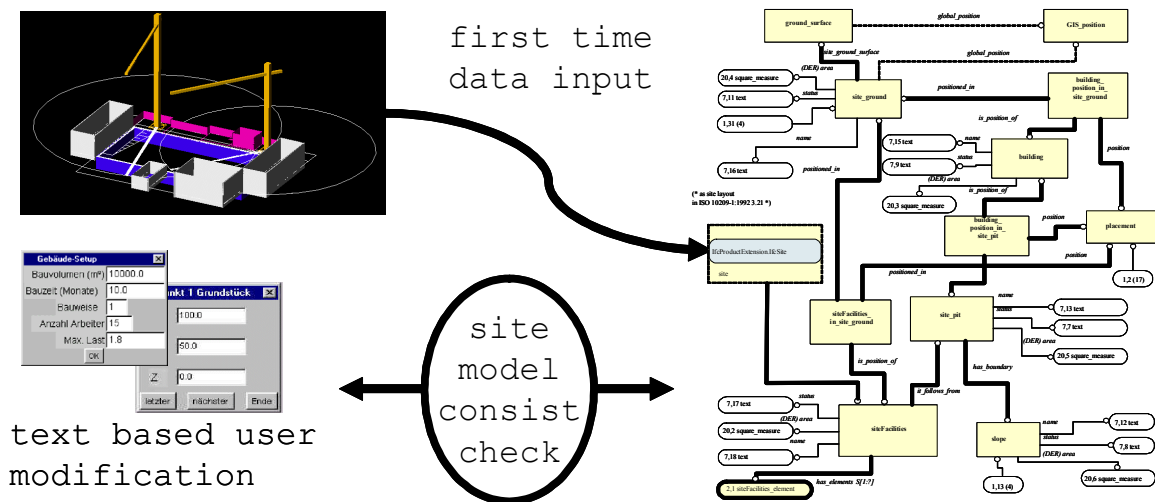 first time
data input
Gebäude-Setup
Bauvolumen (m³) 10000.0
Bauzeit (Monate) 10.0
Bauweise 1
Anzahl Arbeiter 15
Max. Last 1.8
OK
nkt 1 Grundstück
100.0
50.0
Z 0.0
letzter nächster Ende
text based user
modification
site
model
consist
check
ground_surface
global_position
GIS_position
site_ground_surface
global_position
(DER) area
20,4 square_measure
status
7,11 text
site_ground
positioned_in
building_
position_in_
site_ground
1,31 (4)
name
7,16 text
positioned_in
is_position_of
name
7,15 text
status
7,9 text
building
position
(DER) area
20,3 square_measure
is_position_of
(* as site layout
in ISO 10209-1:1992 3.21 *)
building_
position_in_
site_pit
position
placement
IfcProductExtension.IfcSite
site
positioned_in
position
1,2 (17)
siteFacilities_
in_site_ground
site_pit
name
7,13 text
status
7,7 text
(DER) area
20,5 square_measure
is_position_of
has_boundary
it_follows_from
7,17 text
status
(DER) area
20,2 square_measure
name
7,18 text
siteFacilities
slope
name
7,12 text
status
7,8 text
(DER) area
20,6 square_measure
1,13 (4)
has_elements S[1:?]
2,1 siteFacilities_element